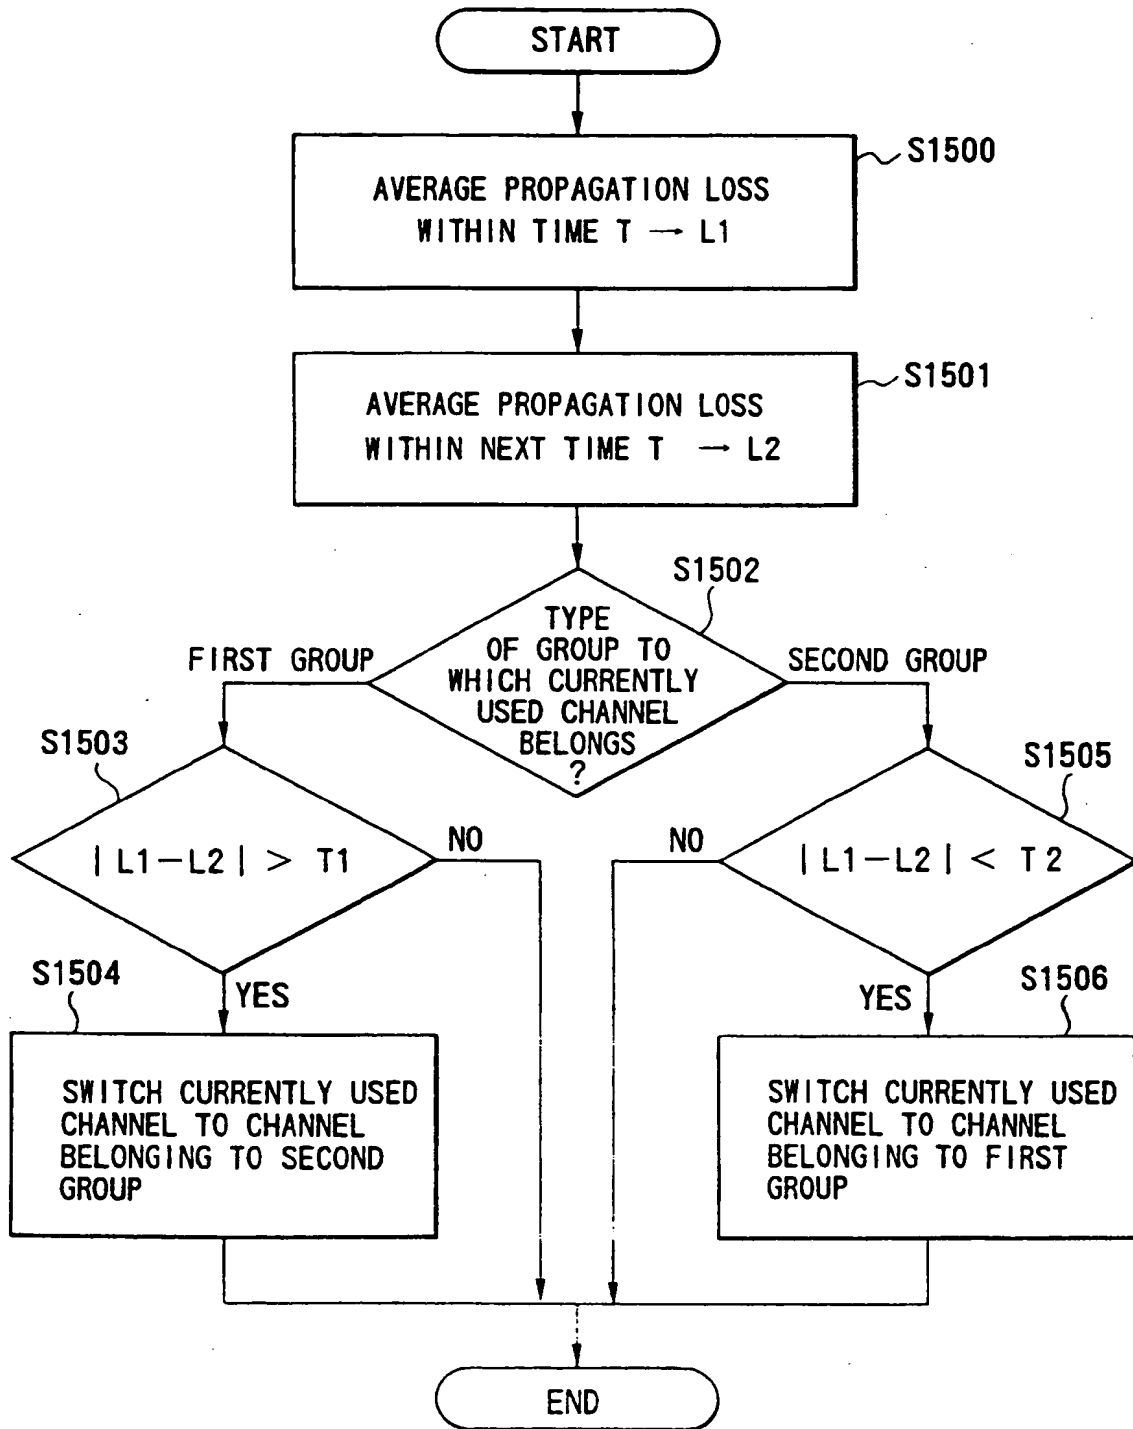 START
S1500
AVERAGE PROPAGATION LOSS
WITHIN TIME T → L1
S1501
AVERAGE PROPAGATION LOSS
WITHIN NEXT TIME T → L2
S1502
TYPE
OF GROUP TO
WHICH CURRENTLY
USED CHANNEL
BELONGS
?
FIRST GROUP
SECOND GROUP
S1503
| L1-L2 | > T1
NO
YES
S1505
| L1-L2 | < T2
NO
YES
S1504
SWITCH CURRENTLY USED
CHANNEL TO CHANNEL
BELONGING TO SECOND
GROUP
S1506
SWITCH CURRENTLY USED
CHANNEL TO CHANNEL
BELONGING TO FIRST
GROUP
END